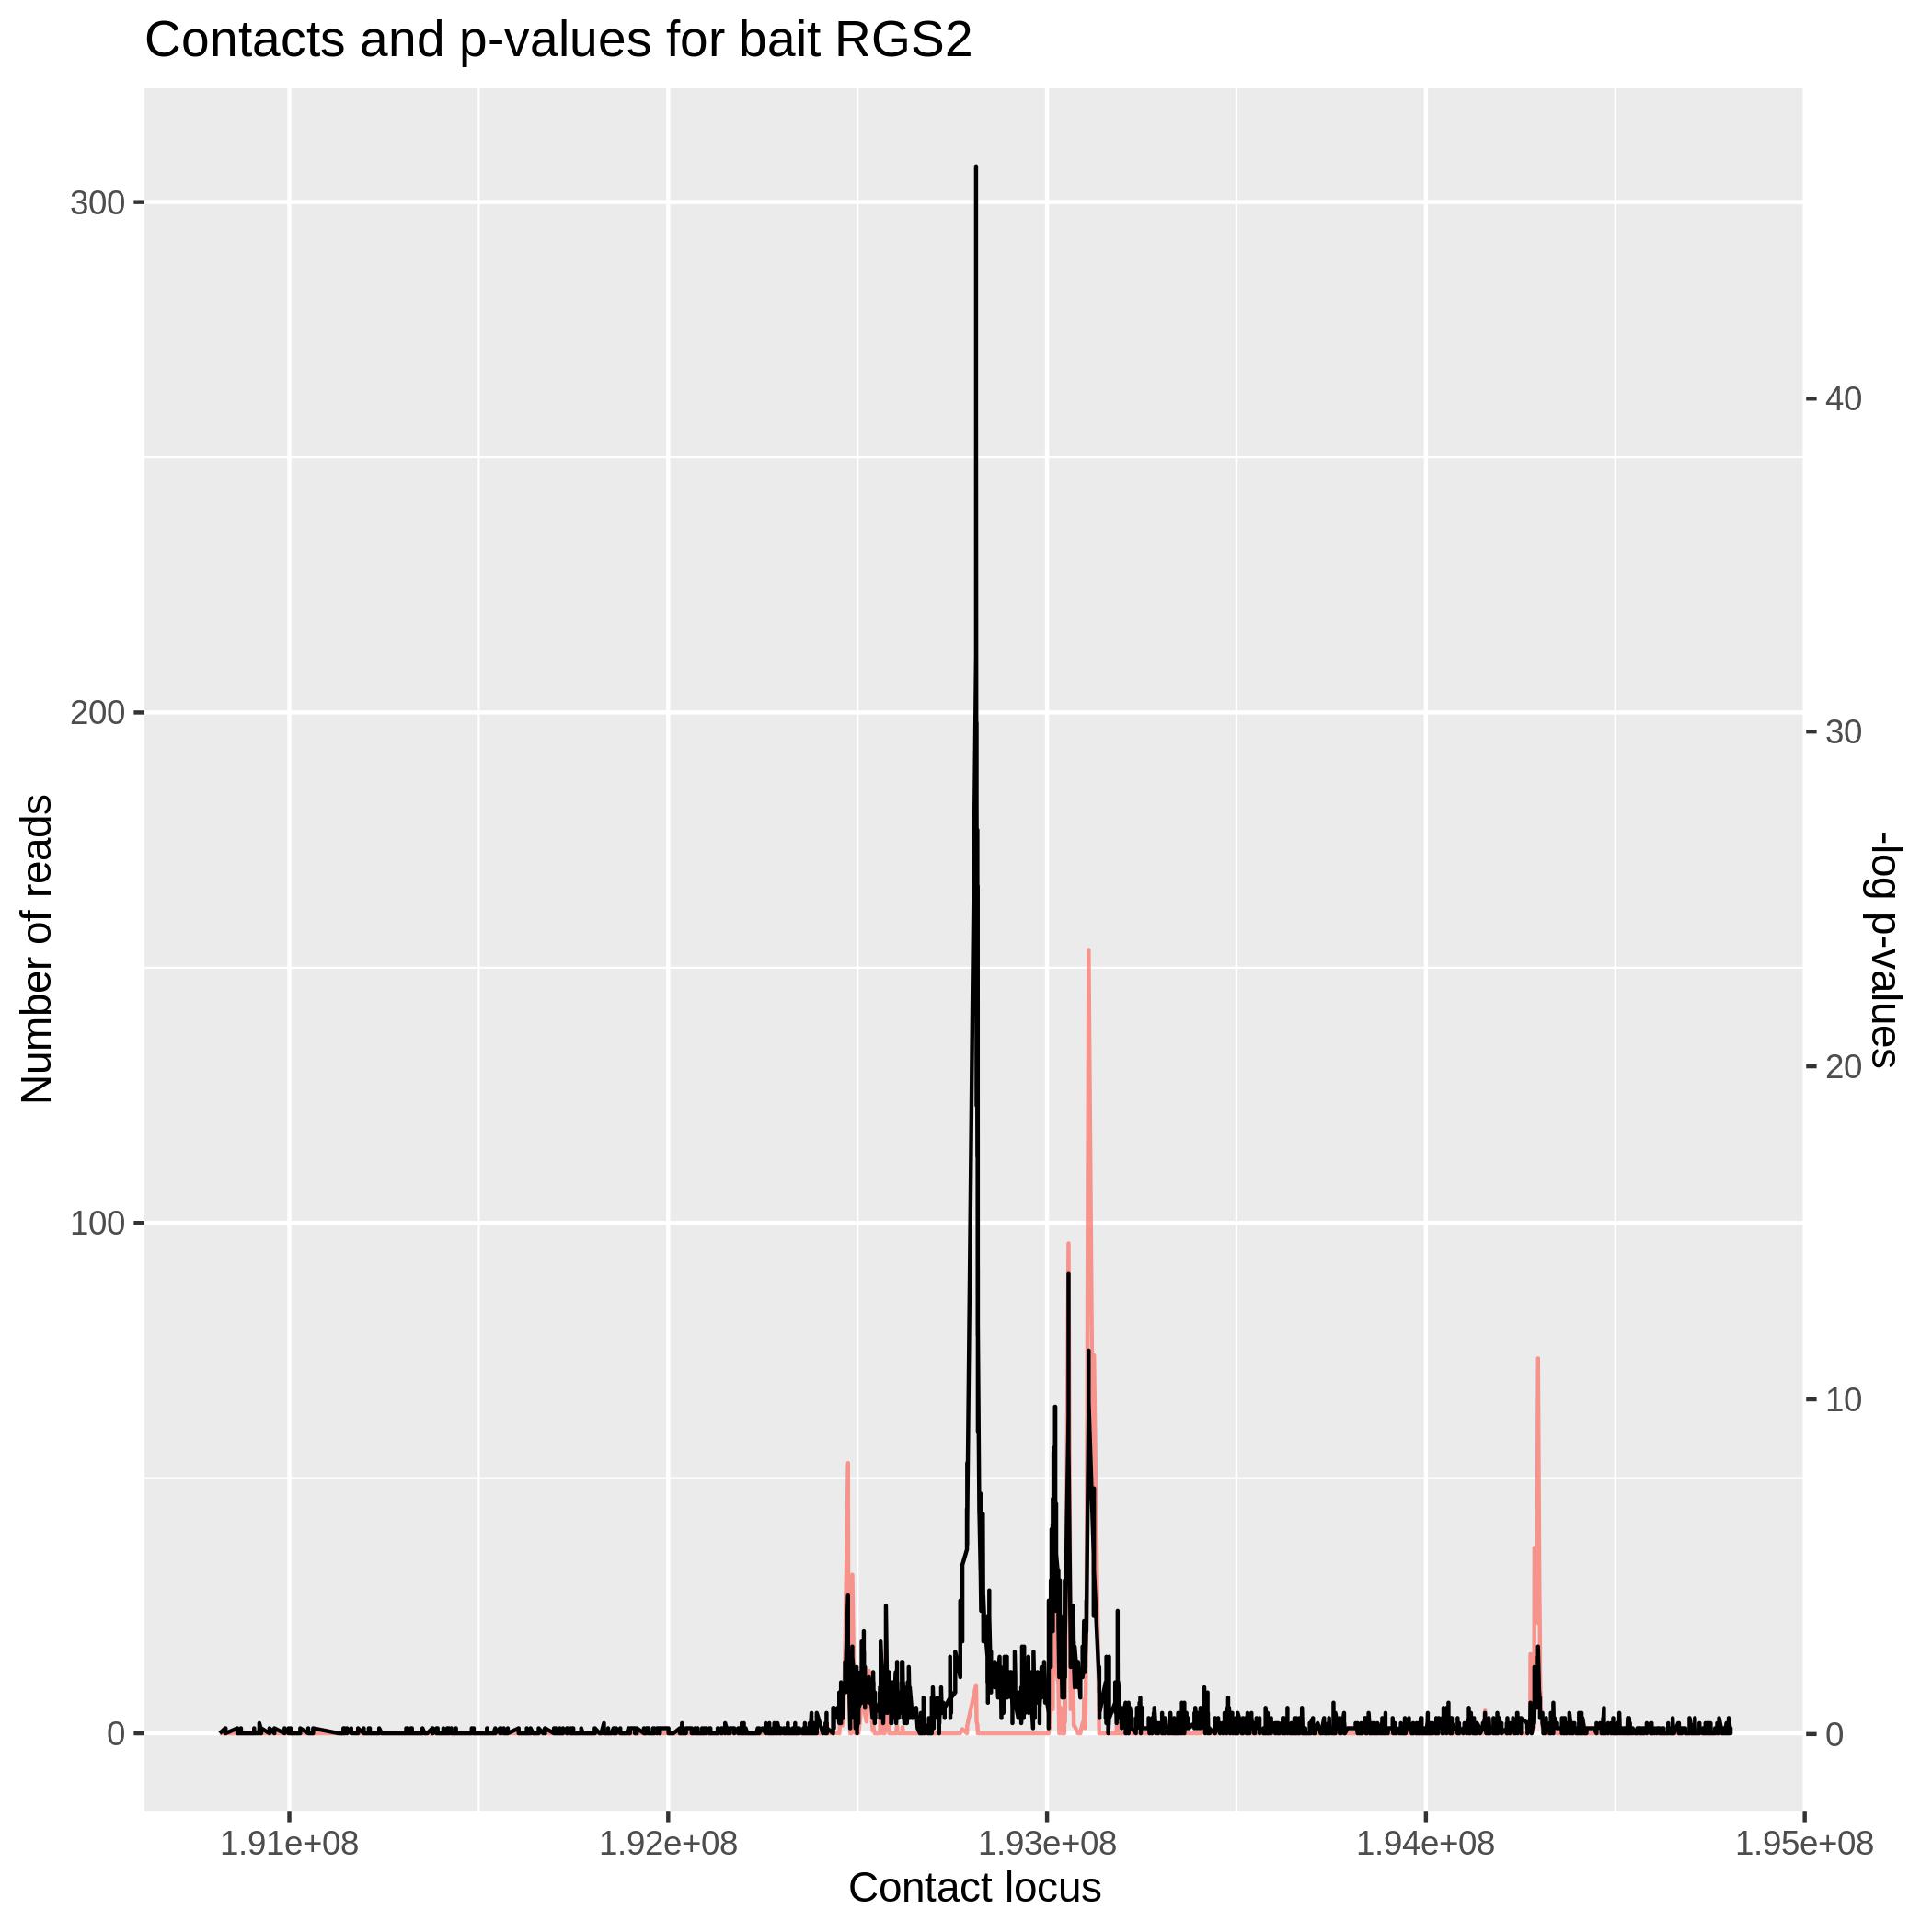 Contacts and p-values for bait RGS2
300
200
100
0
Number of reads
40
30
20
10
0
-log p-values
1.91e+08 1.92e+08 1.93e+08 1.94e+08 1.95e+08
Contact locus